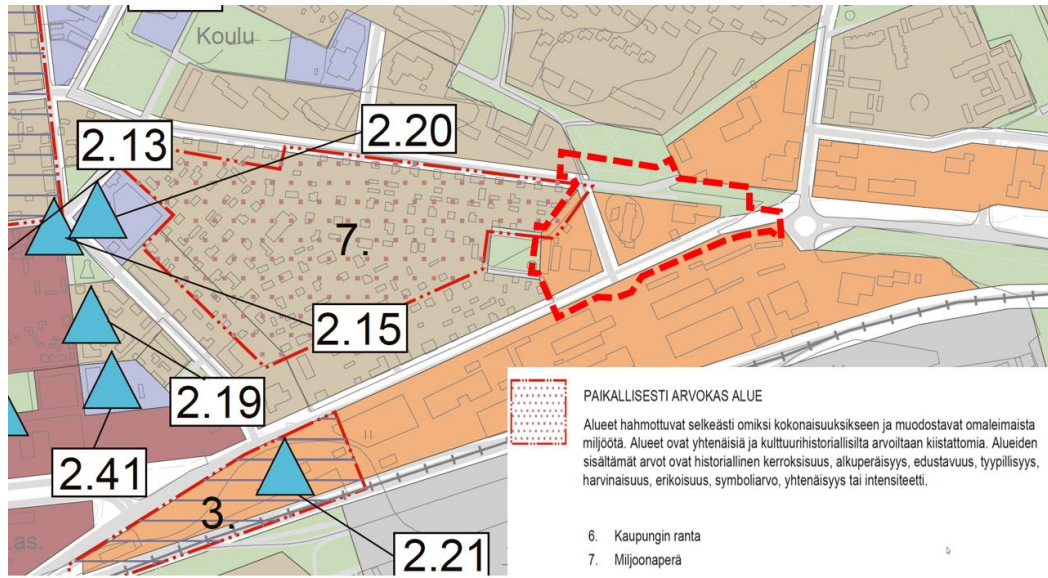 Koulu
2.13
2.20
7.
2.15
2.19
2.41
3.
2.21
as.
PAIKALLISESTI ARVOKAS ALUE
Alueet hahmottuvat selkeästi omiksi kokonaisuuksikseen ja muodostavat omaleimaista
miljöötä. Alueet ovat yhtenäisiä ja kulttuurihistoriallisilta arvoiltaan kiistattomia. Alueiden
sisältämät arvot ovat historiallinen kerroksisuus, alkuperäisyys, edustavuus, tyypillisyys,
harvinaisuus, erikoisuus, symboliarvo, yhtenäisyys tai intensiteetti.
6. Kaupungin ranta
7. Miljoonaperä